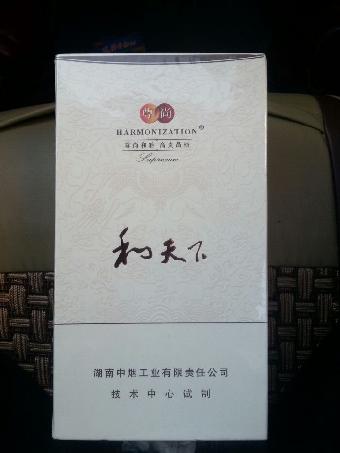 尊尚
HARMONIZATION®
Supreme
和天下
湖南中烟工业有限责任公司
技术中心试制